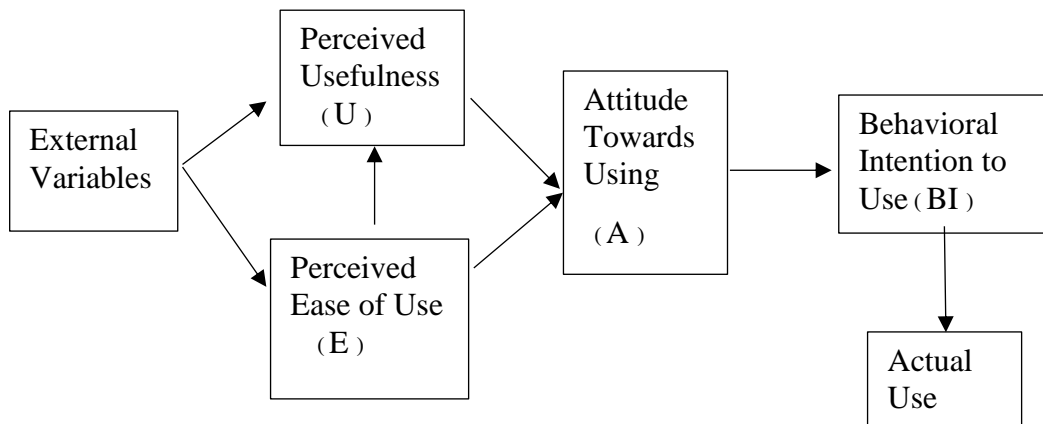 External
Variables
Perceived
Usefulness
(U)
Perceived
Ease of Use
(E)
Attitude
Towards
Using
(A)
Behavioral
Intention to
Use (BI)
Actual
Use